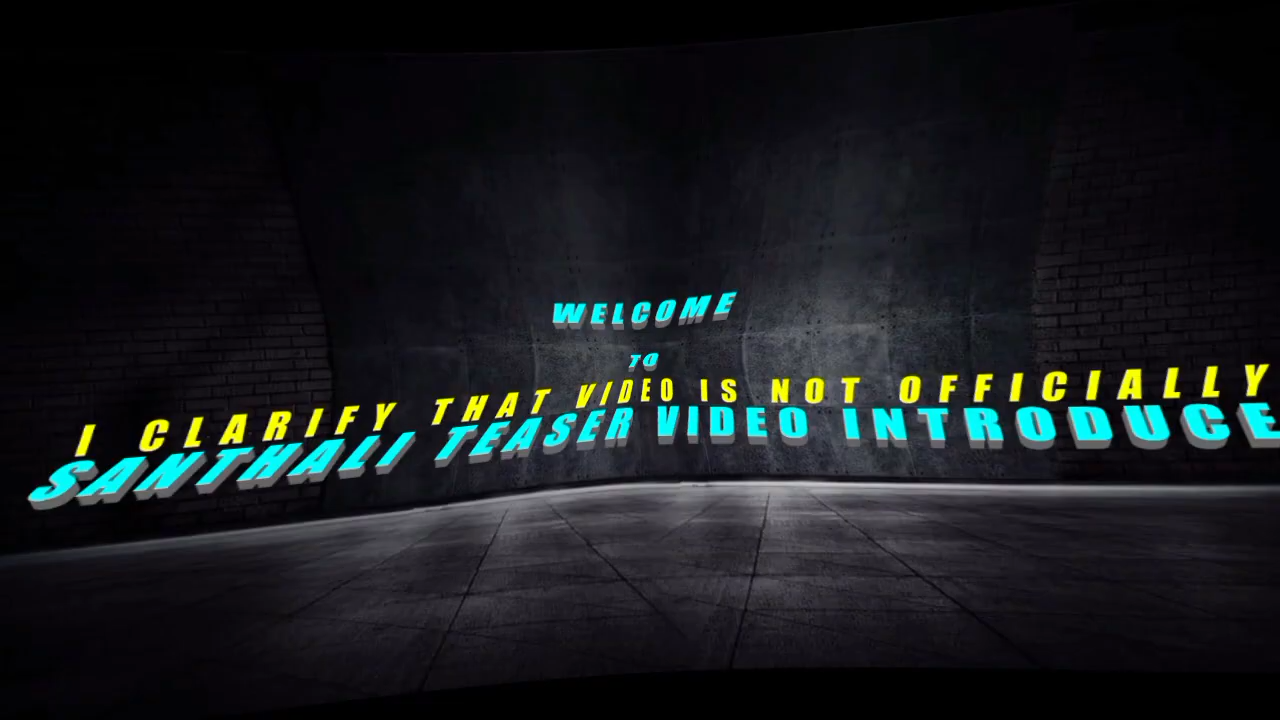 WELCOME
TO
I CLARIFY THAT VIDEO IS NOT OFFICIALLY
SANTHALI TEASER VIDEO INTRODUCE